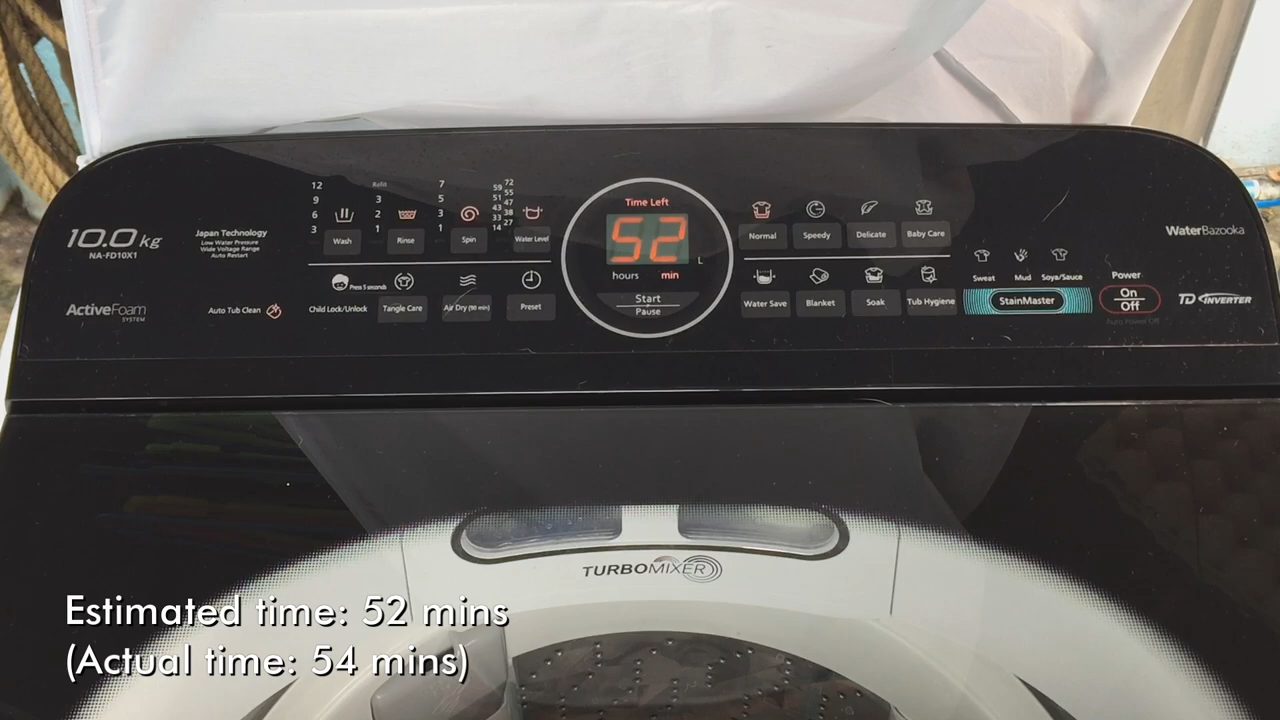 10.0 kg
NA-FD10X1
ActiveFoam
SYSTEM
Japan Technology
Low Water Pressure
Wide Voltage Range
Auto Restart
Auto Tub Clean
12
9
6
3
Wash
Refill
3
2
1
Rinse
7
5
3
1
Spin
72
59 55
51 47
43 38
33 27
14
Water Level
Press 5 seconds
Child Lock/Unlock
Tangle Care
Air Dry (90 min)
Preset
Time Left
52
L
hours min
Start
Pause
Normal
Speedy
Delicate
Baby Care
Water Save
Blanket
Soak
Tub Hygiene
Sweat Mud Soya/Sauce
StainMaster
Power
On
Off
Auto Power Off
WaterBazooka
TD INVERTER
TURBOMIXER
Estimated time: 52 mins
(Actual time: 54 mins)